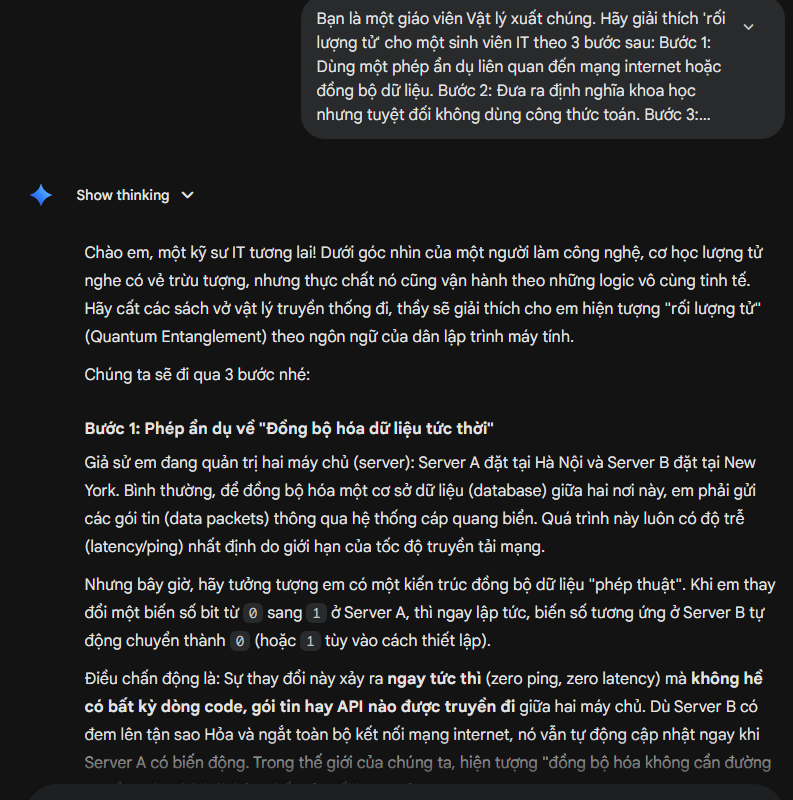 Bạn là một giáo viên Vật lý xuất chúng. Hãy giải thích 'rối
lượng tử' cho một sinh viên IT theo 3 bước sau: Bước 1:
Dùng một phép ẩn dụ liên quan đến mạng internet hoặc
đồng bộ dữ liệu. Bước 2: Đưa ra định nghĩa khoa học
nhưng tuyệt đối không dùng công thức toán. Bước 3:...
Show thinking
Chào em, một kỹ sư IT tương lai! Dưới góc nhìn của một người làm công nghệ, cơ học lượng tử
nghe có vẻ trừu tượng, nhưng thực chất nó cũng vận hành theo những logic vô cùng tinh tế.
Hãy cất các sách vở vật lý truyền thống đi, thầy sẽ giải thích cho em hiện tượng "rối lượng tử"
(Quantum Entanglement) theo ngôn ngữ của dân lập trình máy tính.
Chúng ta sẽ đi qua 3 bước nhé:
Bước 1: Phép ẩn dụ về "Đồng bộ hóa dữ liệu tức thời"
Giả sử em đang quản trị hai máy chủ (server): Server A đặt tại Hà Nội và Server B đặt tại New
York. Bình thường, để đồng bộ hóa một cơ sở dữ liệu (database) giữa hai nơi này, em phải gửi
các gói tin (data packets) thông qua hệ thống cáp quang biển. Quá trình này luôn có độ trễ
(latency/ping) nhất định do giới hạn của tốc độ truyền tải mạng.
Nhưng bây giờ, hãy tưởng tượng em có một kiến trúc đồng bộ dữ liệu "phép thuật". Khi em thay
đổi một biến số bit từ 0 sang 1 ở Server A, thì ngay lập tức, biến số tương ứng ở Server B tự
động chuyển thành 0 (hoặc 1 tùy vào cách thiết lập).
Điều chấn động là: Sự thay đổi này xảy ra ngay tức thì (zero ping, zero latency) mà không hề
có bất kỳ dòng code, gói tin hay API nào được truyền đi giữa hai máy chủ. Dù Server B có
đem lên tận sao Hỏa và ngắt toàn bộ kết nối mạng internet, nó vẫn tự động cập nhật ngay khi
Server A có biến động. Trong thế giới của chúng ta, hiện tượng "đồng bộ hóa không cần đường